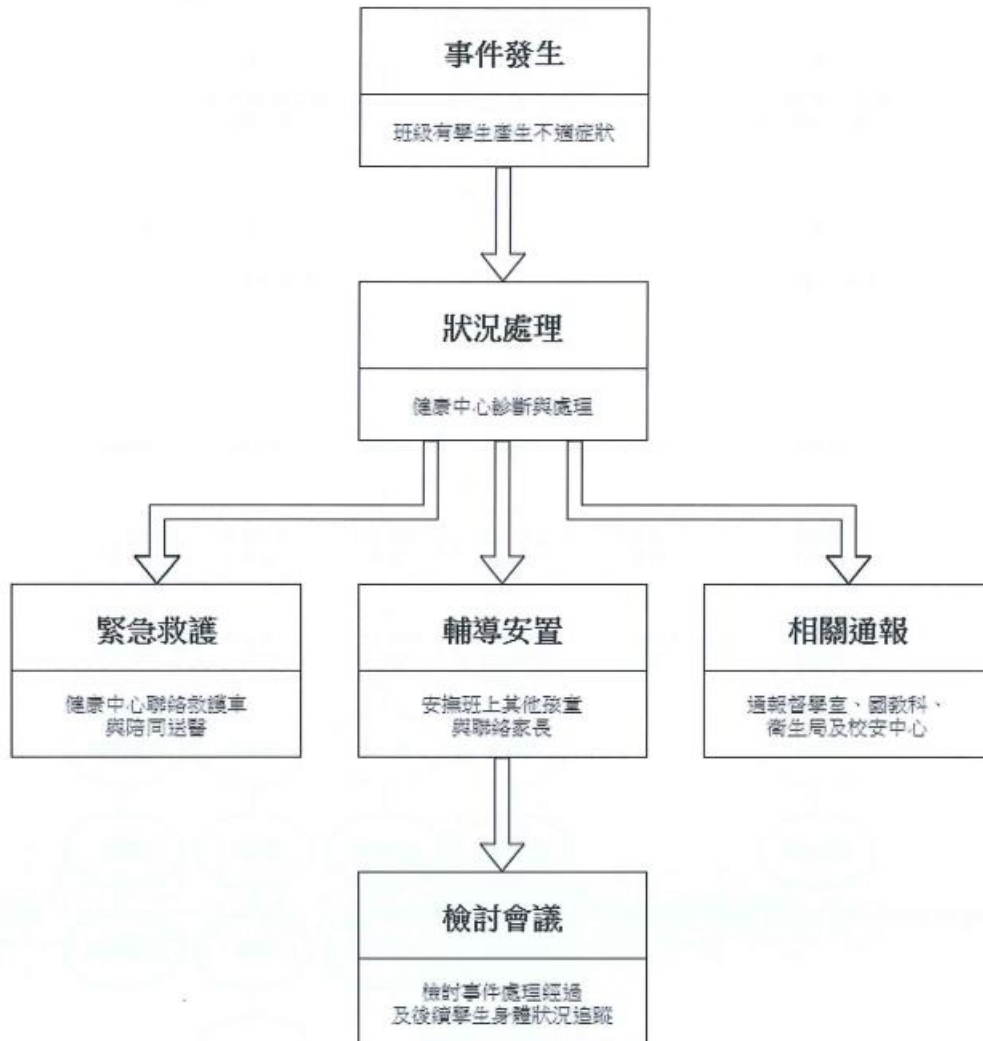 事件發生
班級有學生產生不適症狀
狀況處理
健康中心診斷與處理
緊急救護
健康中心聯絡救護車
與陪同送醫
輔導安置
安撫班上其他孩童
與聯絡家長
相關通報
通報督學室、國教科、
衛生局及校安中心
檢討會議
檢討事件處理經過
及後續學生身體狀況追蹤